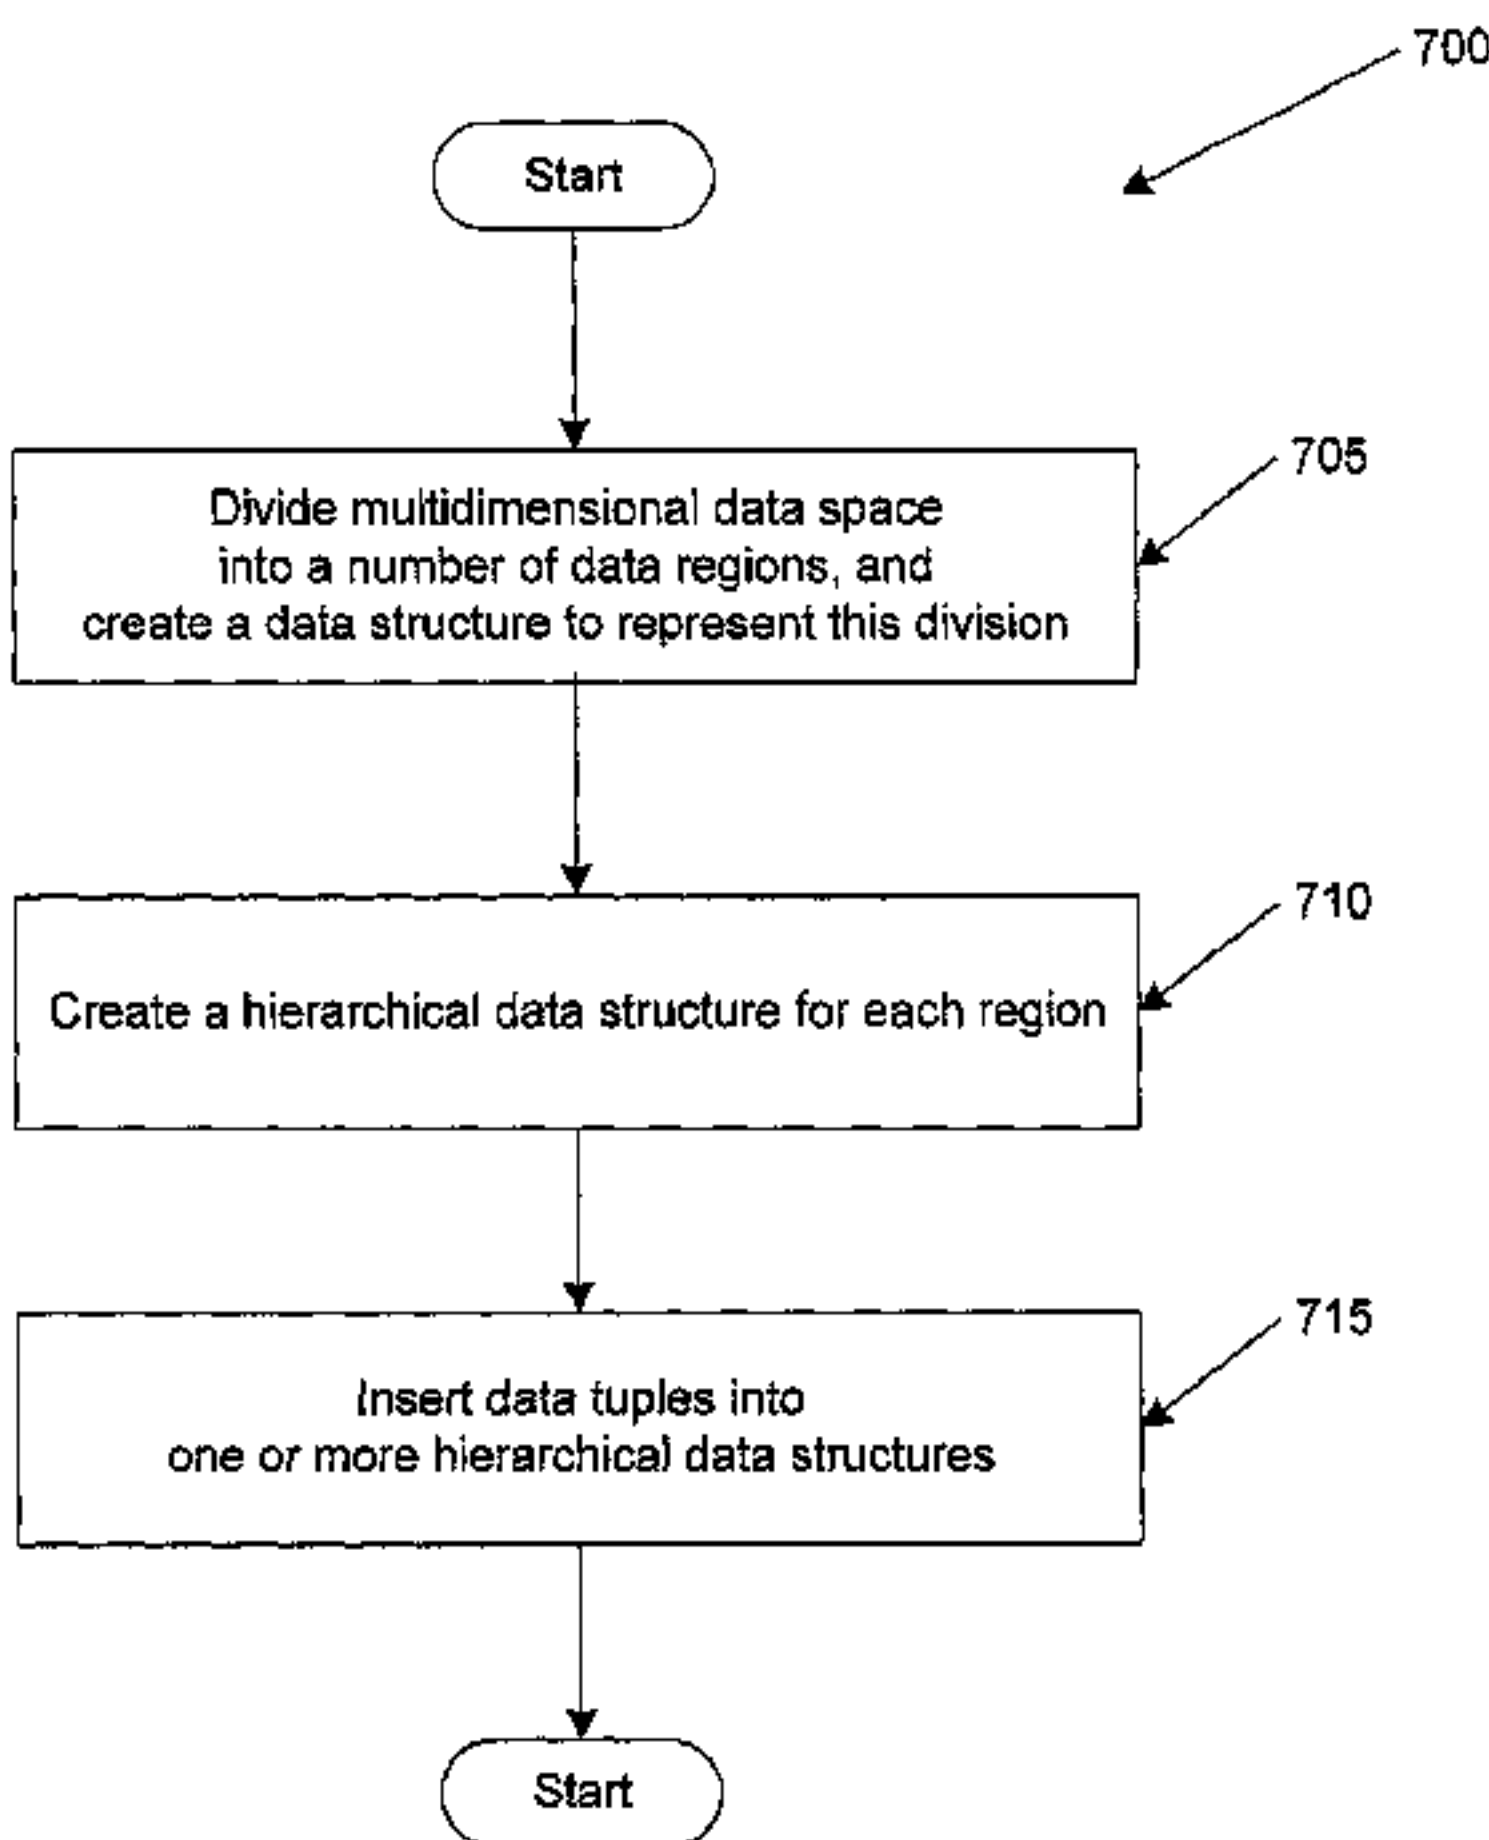 700
Start
705
Divide multidimensional data space
into a number of data regions, and
create a data structure to represent this division
710
Create a hierarchical data structure for each region
715
Insert data tuples into
one or more hierarchical data structures
Start